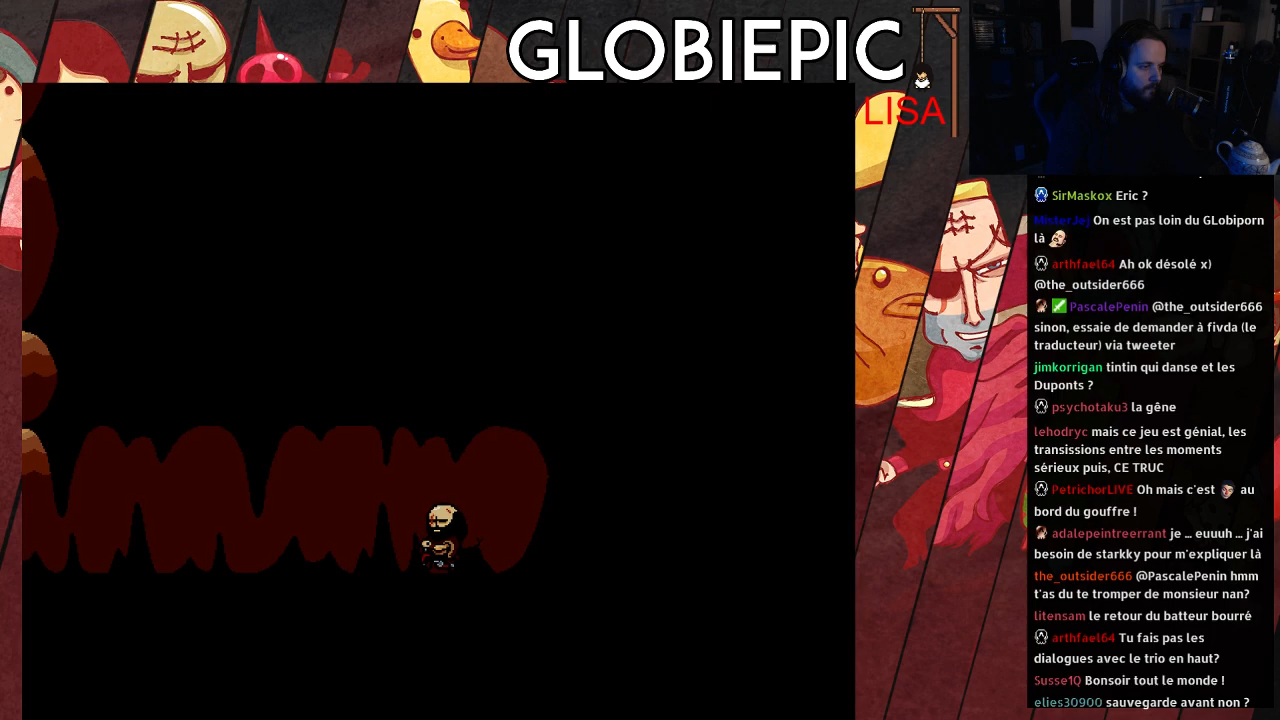 GLOBIEPIC
LISA
SirMaskox Eric ?
MisterJoj On est pas loin du GLobiporn
là
arthfael64 Ah ok désolé x)
@the_outsider666
PascalePenin @the_outsider666
sinon, essaie de demander à fivda (le
traducteur) via tweeter
jimkorrigan tintin qui danse et les
Duponts ?
psychotaku3 la gêne
lehodryc mais ce jeu est génial, les
transissions entre les moments
sérieux puis, CE TRUC
PetrichorLIVE Oh mais c'est au
bord du gouffre !
adalepeintreerrant je ... euuuh ... j'ai
besoin de starkky pour m'expliquer là
the_outsider666 @PascalePenin hmm
t'as du te tromper de monsieur nan?
litensam le retour du batteur bourré
arthfael64 Tu fais pas les
dialogues avec le trio en haut?
Susse1Q Bonsoir tout le monde !
elies30900 sauvegarde avant non ?